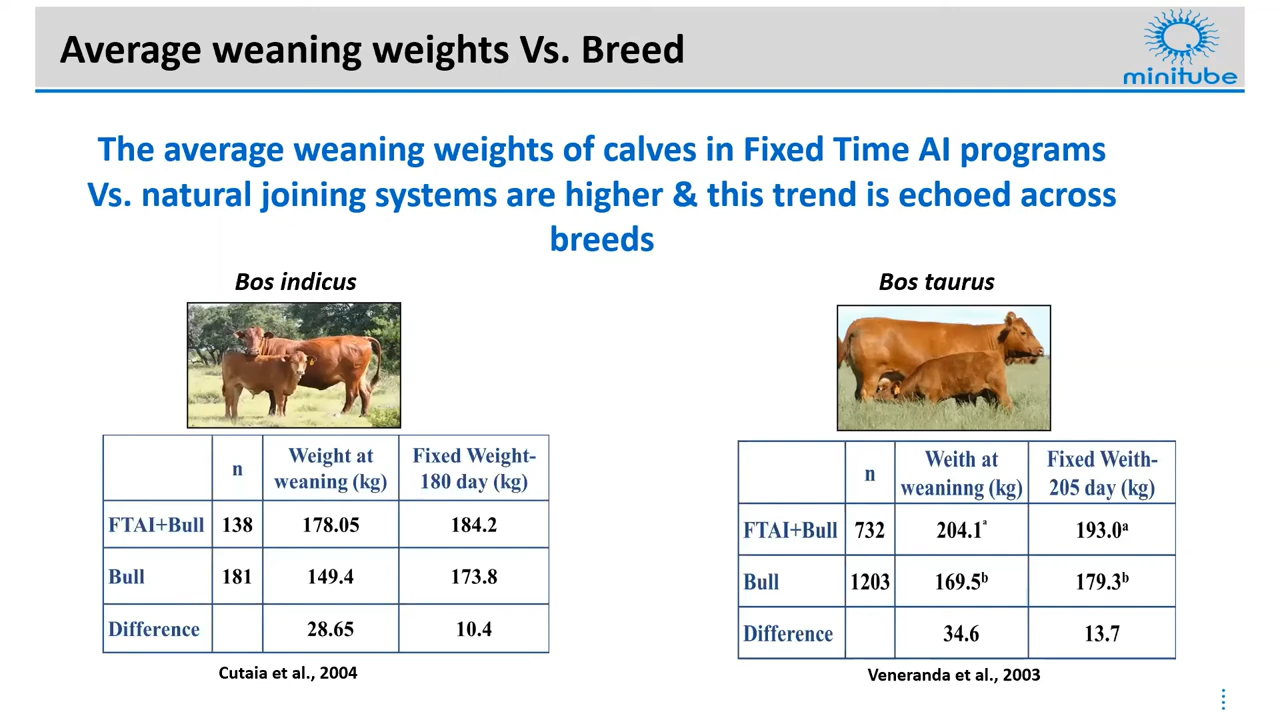 Average weaning weights Vs. Breed
minitube
The average weaning weights of calves in Fixed Time AI programs
Vs. natural joining systems are higher & this trend is echoed across
breeds
Bos indicus
n
Weight at
weaning (kg)
Fixed Weight-
180 day (kg)
FTAI+Bull 138 178.05 184.2
Bull 181 149.4 173.8
Difference 28.65 10.4
Cutaia et al., 2004
Bos taurus
n
Weith at
weaninng (kg)
Fixed Weith-
205 day (kg)
FTAI+Bull 732 204.1ª 193.0ª
Bull 1203 169.5ᵇ 179.3ᵇ
Difference 34.6 13.7
Veneranda et al., 2003